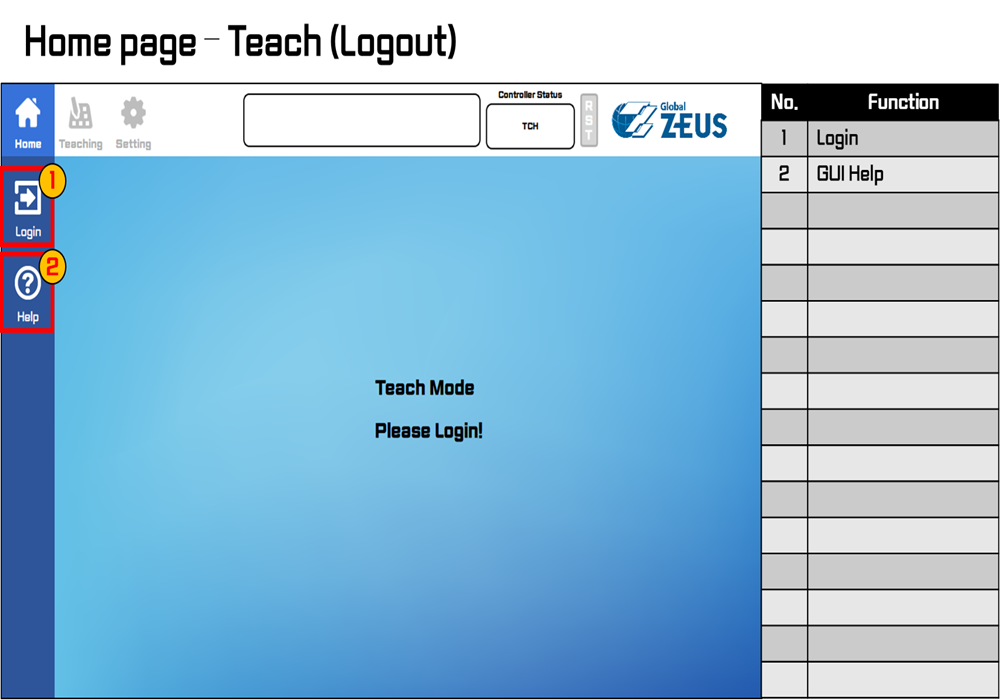 Home page – Teach (Logout)
Home
Teaching
Setting
Controller Status
TCH
RST
Global
ZEUS
No. Function
1 Login
2 GUI Help
1
Login
2
?
Help
Teach Mode
Please Login!